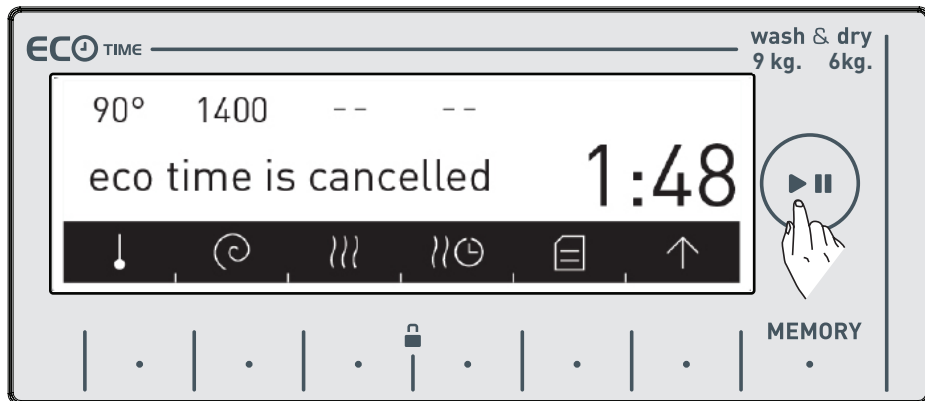 ECO TIME
wash & dry
9 kg. 6kg.
90° 1400 -- --
eco time is cancelled 1:48
MEMORY